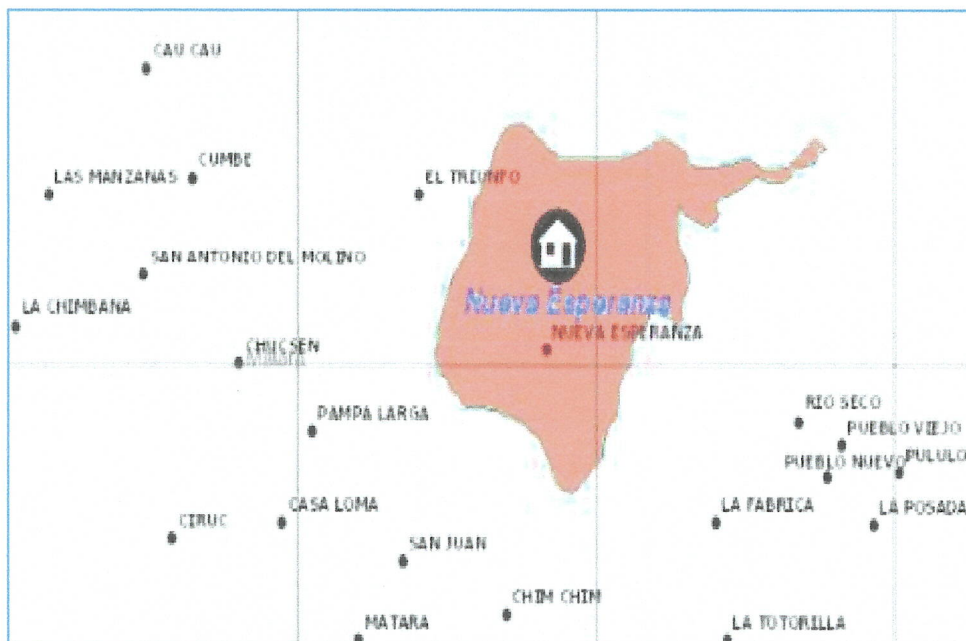 CAU CAU
CUMBE
LAS MANZANAS
EL TRIUNFO
SAN ANTONIO DEL MOLINO
Nueva Esperanza
LA CHIMBANA
NUEVA ESPERANZA
CHUCSEN
RIO SECO
PAMPA LARGA
PUEBLO VIEJO
PUEBLO NUEVO
PULULO
CASA LOMA
LA FABRICA
LA POSADA
CIRUC
SAN JUAN
CHIM CHIM
MATARA
LA TOTORILLA